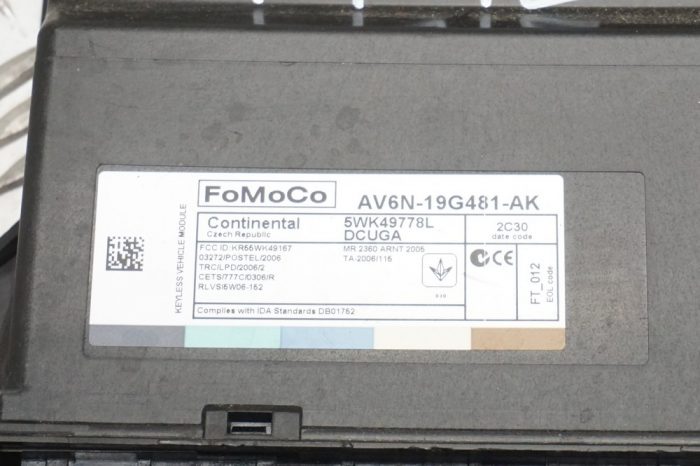 FoMoCo
AV6N-19G481-AK
KEYLESS VEHICLE MODULE
Continental
Czech Republic
5WK49778L
DCUGA
2C30
date code
FCC ID: KR55WK49167
03272/POSTEL/2006
TRC/LPD/2006/2
CETS/777C/0306/R
RLVSI5W06-162
MR 2360 ARNT 2006
TA-2006/116
CE
FT_012
EOL code
Complies with IDA Standards DB01752